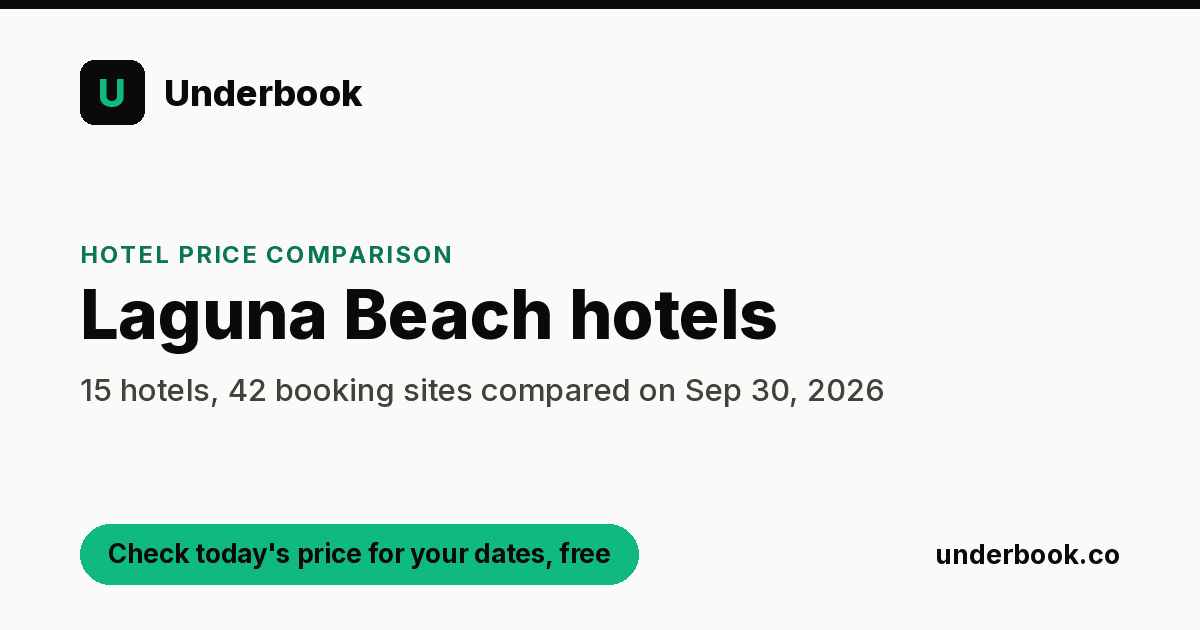 U Underbook
HOTEL PRICE COMPARISON
Laguna Beach hotels
15 hotels, 42 booking sites compared on Sep 30, 2026
Check today's price for your dates, free
underbook.co